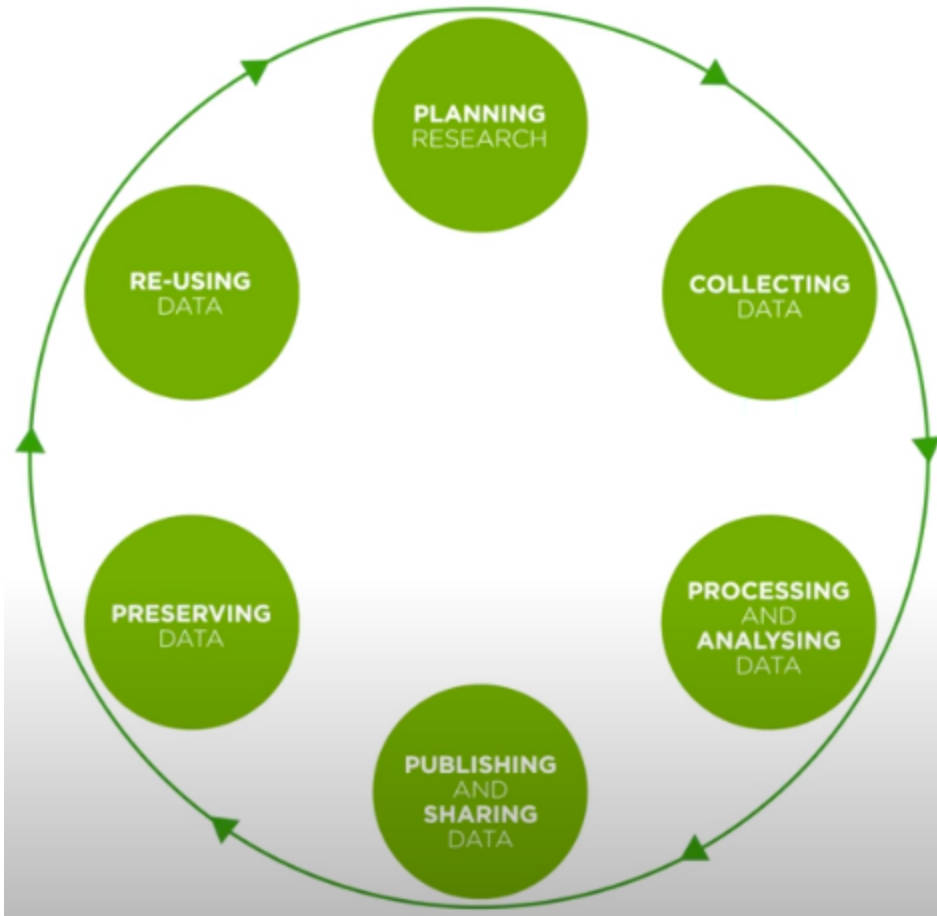 PLANNING
RESEARCH
COLLECTING
DATA
PROCESSING
AND
ANALYSING
DATA
PUBLISHING
AND
SHARING
DATA
PRESERVING
DATA
RE-USING
DATA